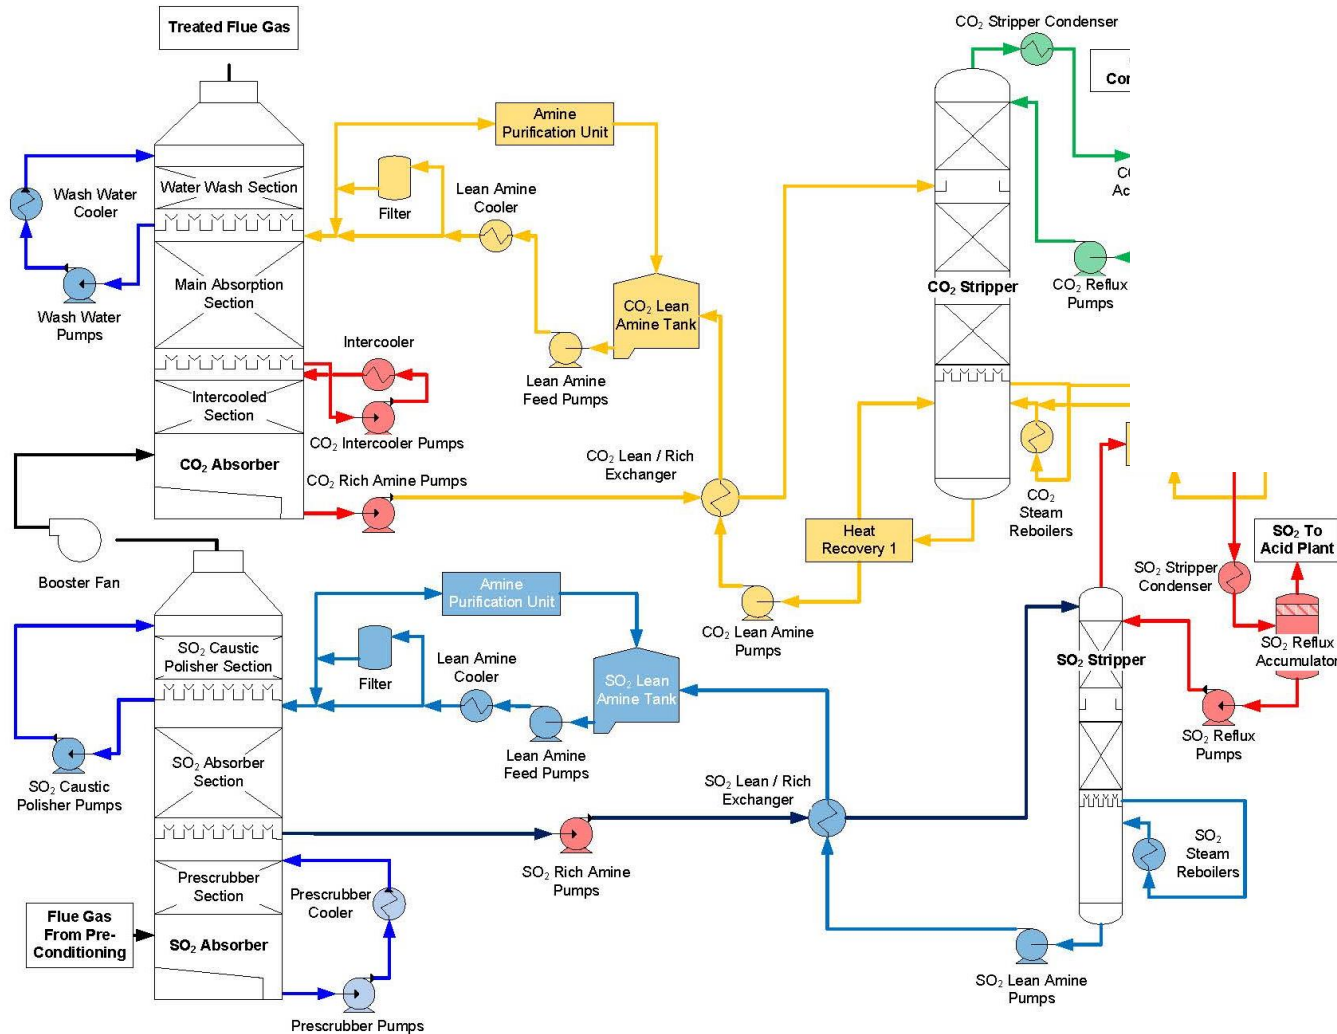 Treated Flue Gas
CO₂ Stripper Condenser
Amine
Purification Unit
Water Wash Section
Wash Water
Cooler
Filter
Lean Amine
Cooler
Main Absorption
Section
CO₂ Lean
Amine Tank
CO₂ Stripper
CO₂ Reflux
Pumps
Wash Water
Pumps
Intercooler
Lean Amine
Feed Pumps
Intercooled
Section
CO₂ Intercooler Pumps
CO₂ Absorber
CO₂ Rich Amine Pumps
CO₂ Lean / Rich
Exchanger
CO₂
Steam
Reboilers
Heat
Recovery 1
SO₂ To
Acid Plant
Booster Fan
SO₂ Stripper
Condenser
Amine
Purification Unit
CO₂ Lean Amine
Pumps
SO₂ Caustic
Polisher Section
Filter
Lean Amine
Cooler
SO₂ Lean
Amine Tank
SO₂ Stripper
SO₂ Reflux
Accumulator
SO₂ Reflux
Pumps
SO₂ Absorber
Section
Lean Amine
Feed Pumps
SO₂ Caustic
Polisher Pumps
SO₂ Lean / Rich
Exchanger
SO₂
Steam
Reboilers
SO₂ Rich Amine
Pumps
Prescrubber
Section
Prescrubber
Cooler
Flue Gas
From Pre-
Conditioning
SO₂ Absorber
SO₂ Lean Amine
Pumps
Prescrubber Pumps